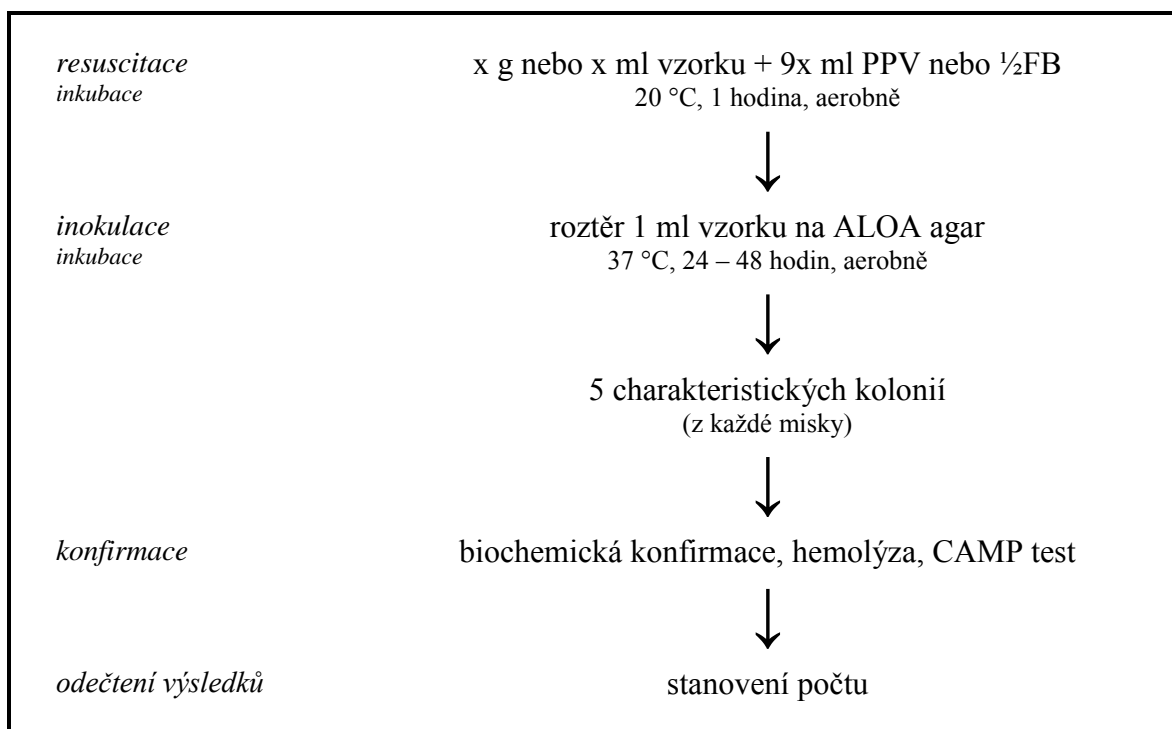 resuscitace
x g nebo x ml vzorku + 9x ml PPV nebo ½FB
inkubace
20 °C, 1 hodina, aerobně
inokulace
roztěr 1 ml vzorku na ALOA agar
inkubace
37 °C, 24 – 48 hodin, aerobně
5 charakteristických kolonií
(z každé misky)
konfirmace
biochemická konfirmace, hemolýza, CAMP test
odečtení výsledků
stanovení počtu